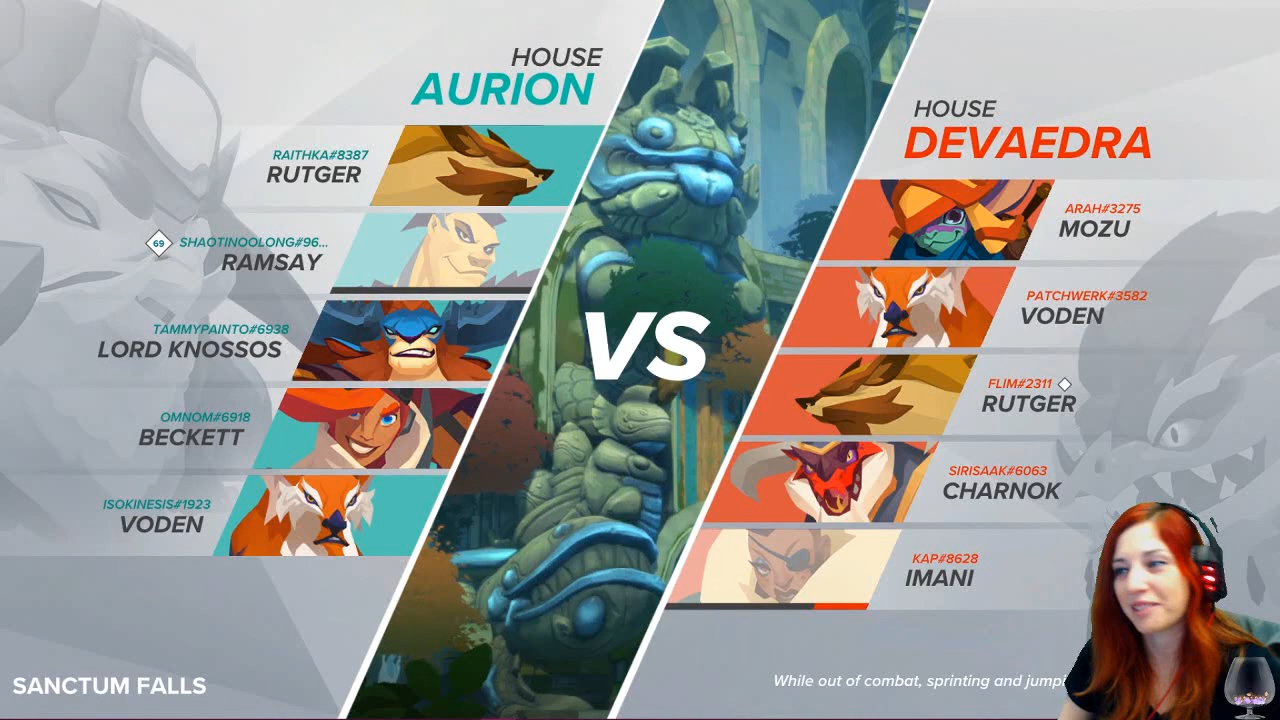 HOUSE
AURION
RAITHKA#8387
RUTGER
69
SHAOTINOOLONG#96...
RAMSAY
TAMMYPAINTO#6938
LORD KNOSSOS
OMNOM#6918
BECKETT
ISOKINESIS#1923
VODEN
VS
HOUSE
DEVAEDRA
ARAH#3275
MOZU
PATCHWERK#3582
VODEN
FLIM#2311
RUTGER
SIRISAAK#6063
CHARNOK
KAP#8628
IMANI
SANCTUM FALLS
While out of combat, sprinting and